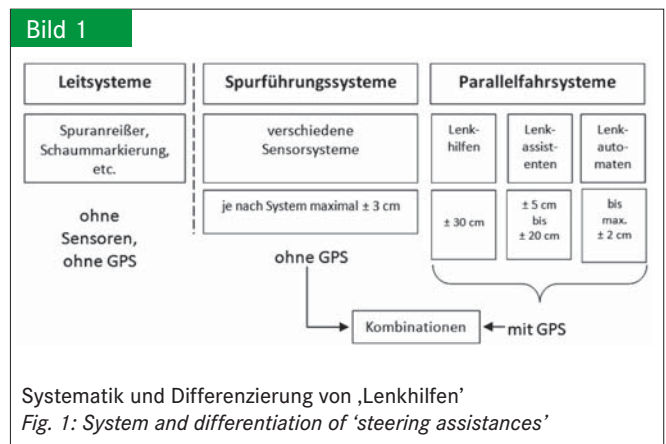 Bild 1
Leitsysteme
Spurführungssysteme
Parallelfahrsysteme
Spuranreißer,
Schaummarkierung,
etc.
verschiedene
Sensorsysteme
Lenk-
hilfen
Lenk-
assist-
enten
Lenk-
auto-
maten
ohne
Sensoren,
ohne GPS
je nach System maximal ± 3 cm
± 30 cm
± 5 cm
bis
± 20 cm
bis
max.
± 2 cm
ohne GPS
Kombinationen
mit GPS
Systematik und Differenzierung von ‚Lenkhilfen’
Fig. 1: System and differentiation of ‘steering assistances’